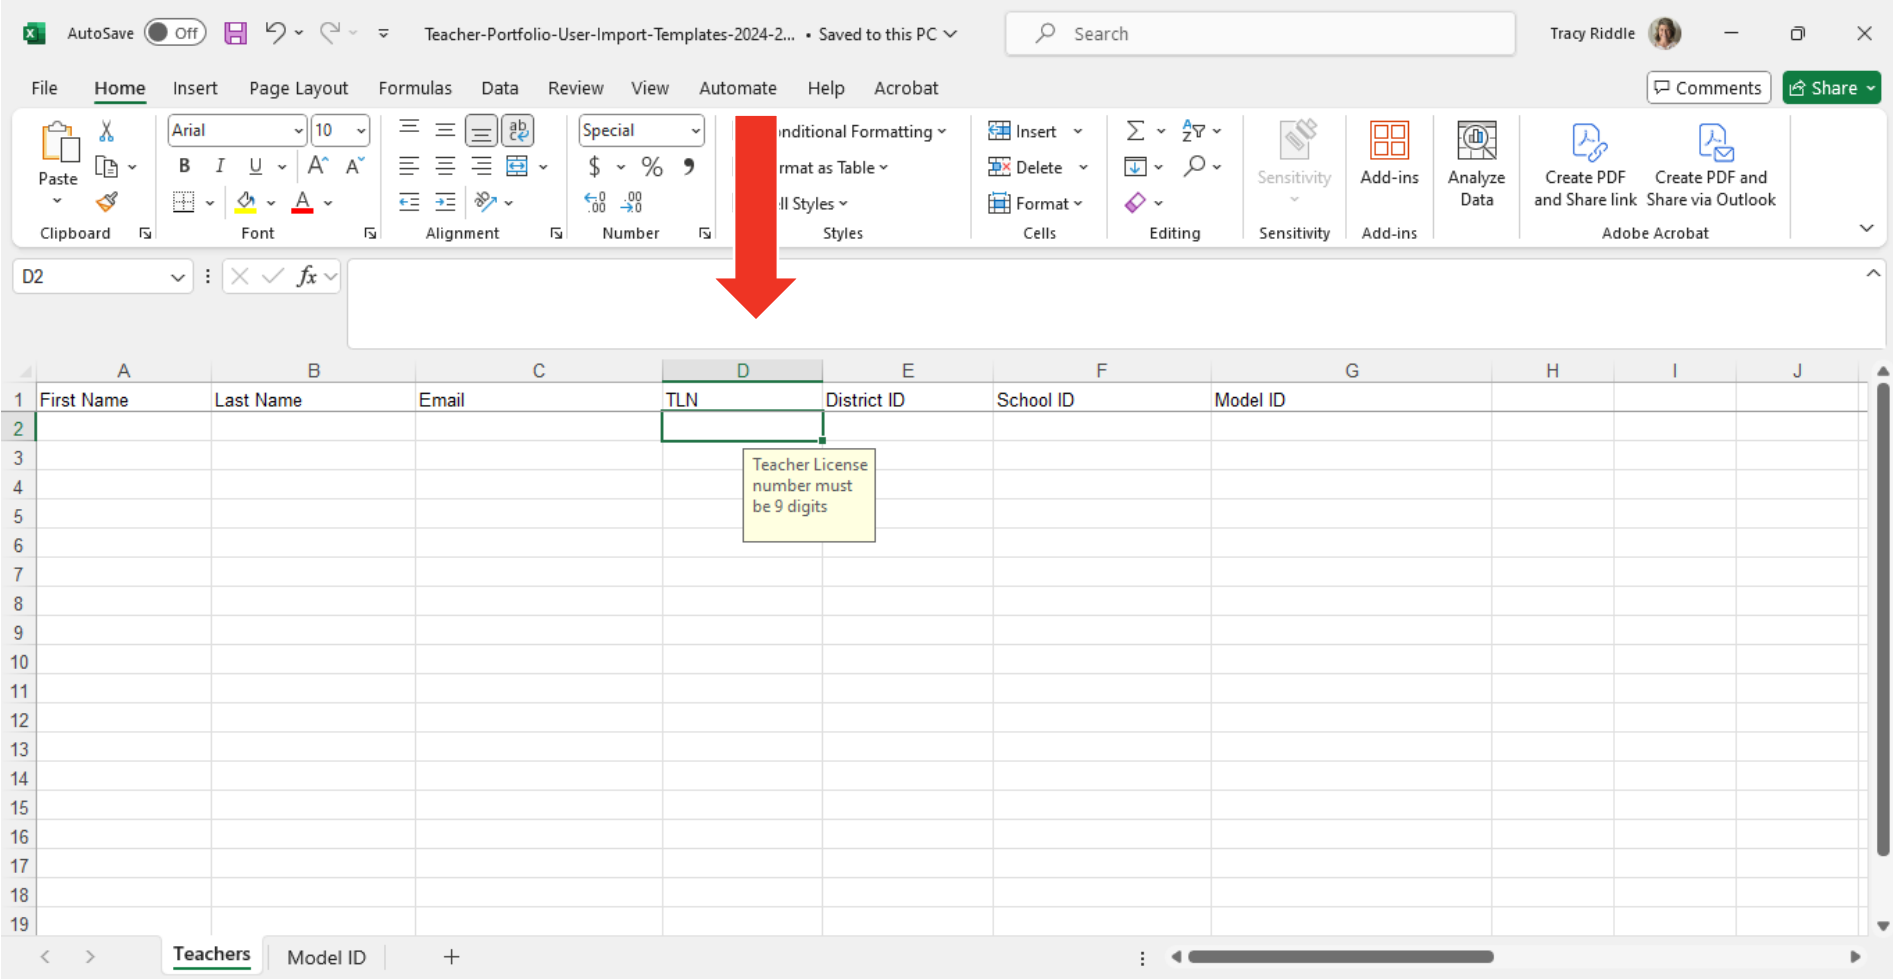 AutoSave Off Teacher-Portfolio-User-Import-Templates-2024-2... • Saved to this PC Search Tracy Riddle
File Home Insert Page Layout Formulas Data Review View Automate Help Acrobat Comments Share
Paste
Clipboard
Arial 10
B I U A A
A
Font
ab
Alignment
Special
$ % 9
.00 .00
Number
onditional Formatting
rmat as Table
ll Styles
Styles
Insert
Delete
Format
Cells
Editing
Sensitivity
Sensitivity
Add-ins
Add-ins
Analyze
Data
Create PDF
and Share link
Create PDF and
Share via Outlook
Adobe Acrobat
D2 fx
A B C D E F G H I J
1 First Name Last Name Email TLN District ID School ID Model ID
2
3
Teacher License
number must
be 9 digits
4
5
6
7
8
9
10
11
12
13
14
15
16
17
18
19
Teachers Model ID +